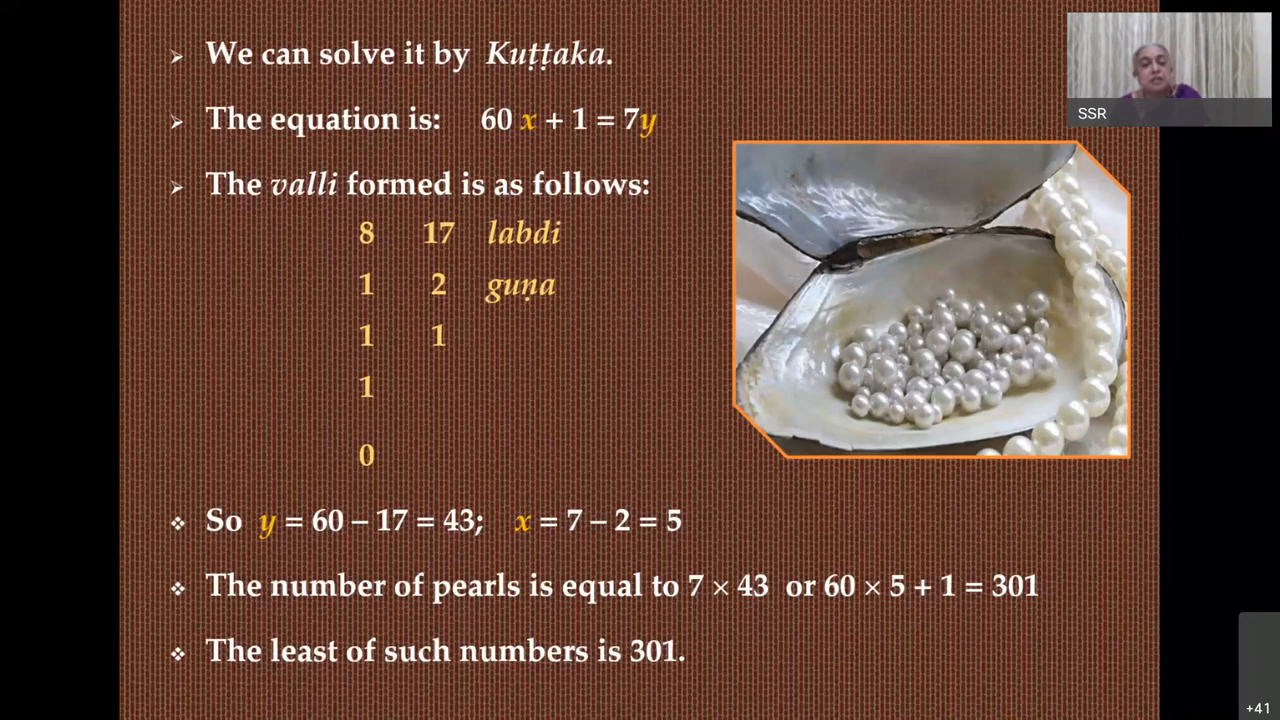 We can solve it by Kuṭṭaka.
The equation is: 60 x + 1 = 7y
The valli formed is as follows:
8 17 labdi
1 2 guṇa
1 1
1
0
So y = 60 – 17 = 43; x = 7 – 2 = 5
The number of pearls is equal to 7 × 43 or 60 × 5 + 1 = 301
The least of such numbers is 301.
SSR
+41